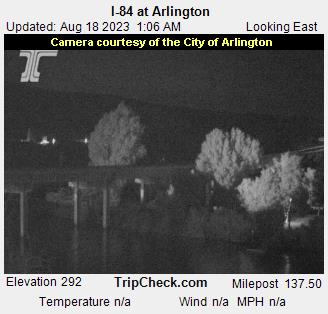 I-84 at Arlington
Updated: Aug 18 2023 1:06 AM Looking East
Camera courtesy of the City of Arlington
Elevation 292 TripCheck.com Milepost 137.50
Temperature n/a Wind n/a MPH n/a